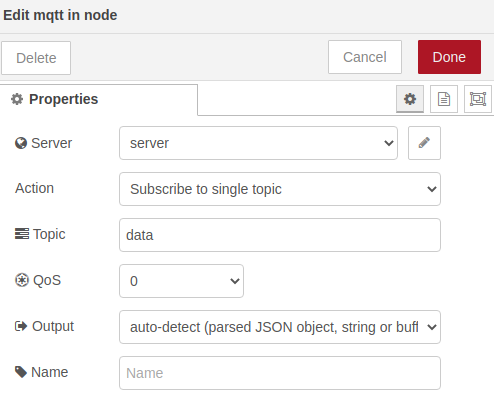 Edit mqtt in node
Delete
Cancel
Done
Properties
Server
server
Action
Subscribe to single topic
Topic
data
QoS
0
Output
auto-detect (parsed JSON object, string or buff
Name
Name